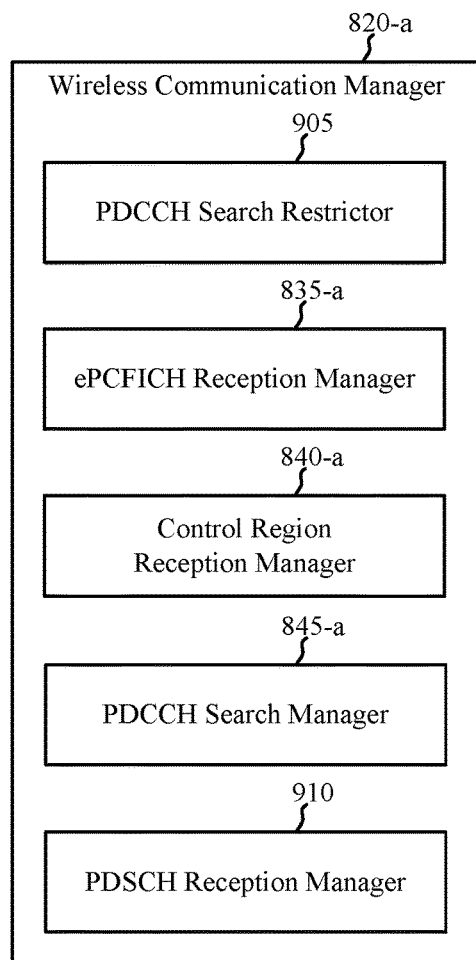 820-a
Wireless Communication Manager
905
PDCCH Search Restrictor
835-a
ePCFICH Reception Manager
840-a
Control Region
Reception Manager
845-a
PDCCH Search Manager
910
PDSCH Reception Manager